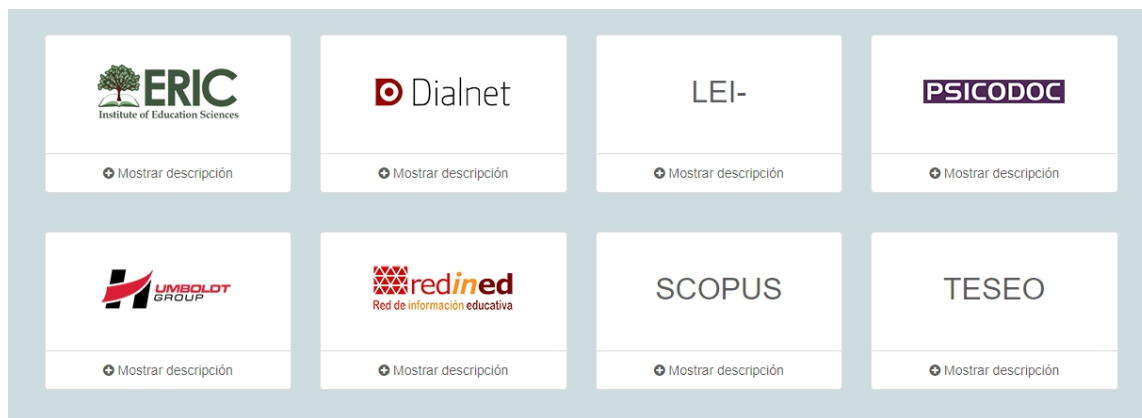 ERIC
Institute of Education Sciences
Dialnet
LEI-
PSICODOC
Mostrar descripción
Mostrar descripción
Mostrar descripción
Mostrar descripción
HUMBOLDT
GROUP
redined
Red de información educativa
SCOPUS
TESEO
Mostrar descripción
Mostrar descripción
Mostrar descripción
Mostrar descripción